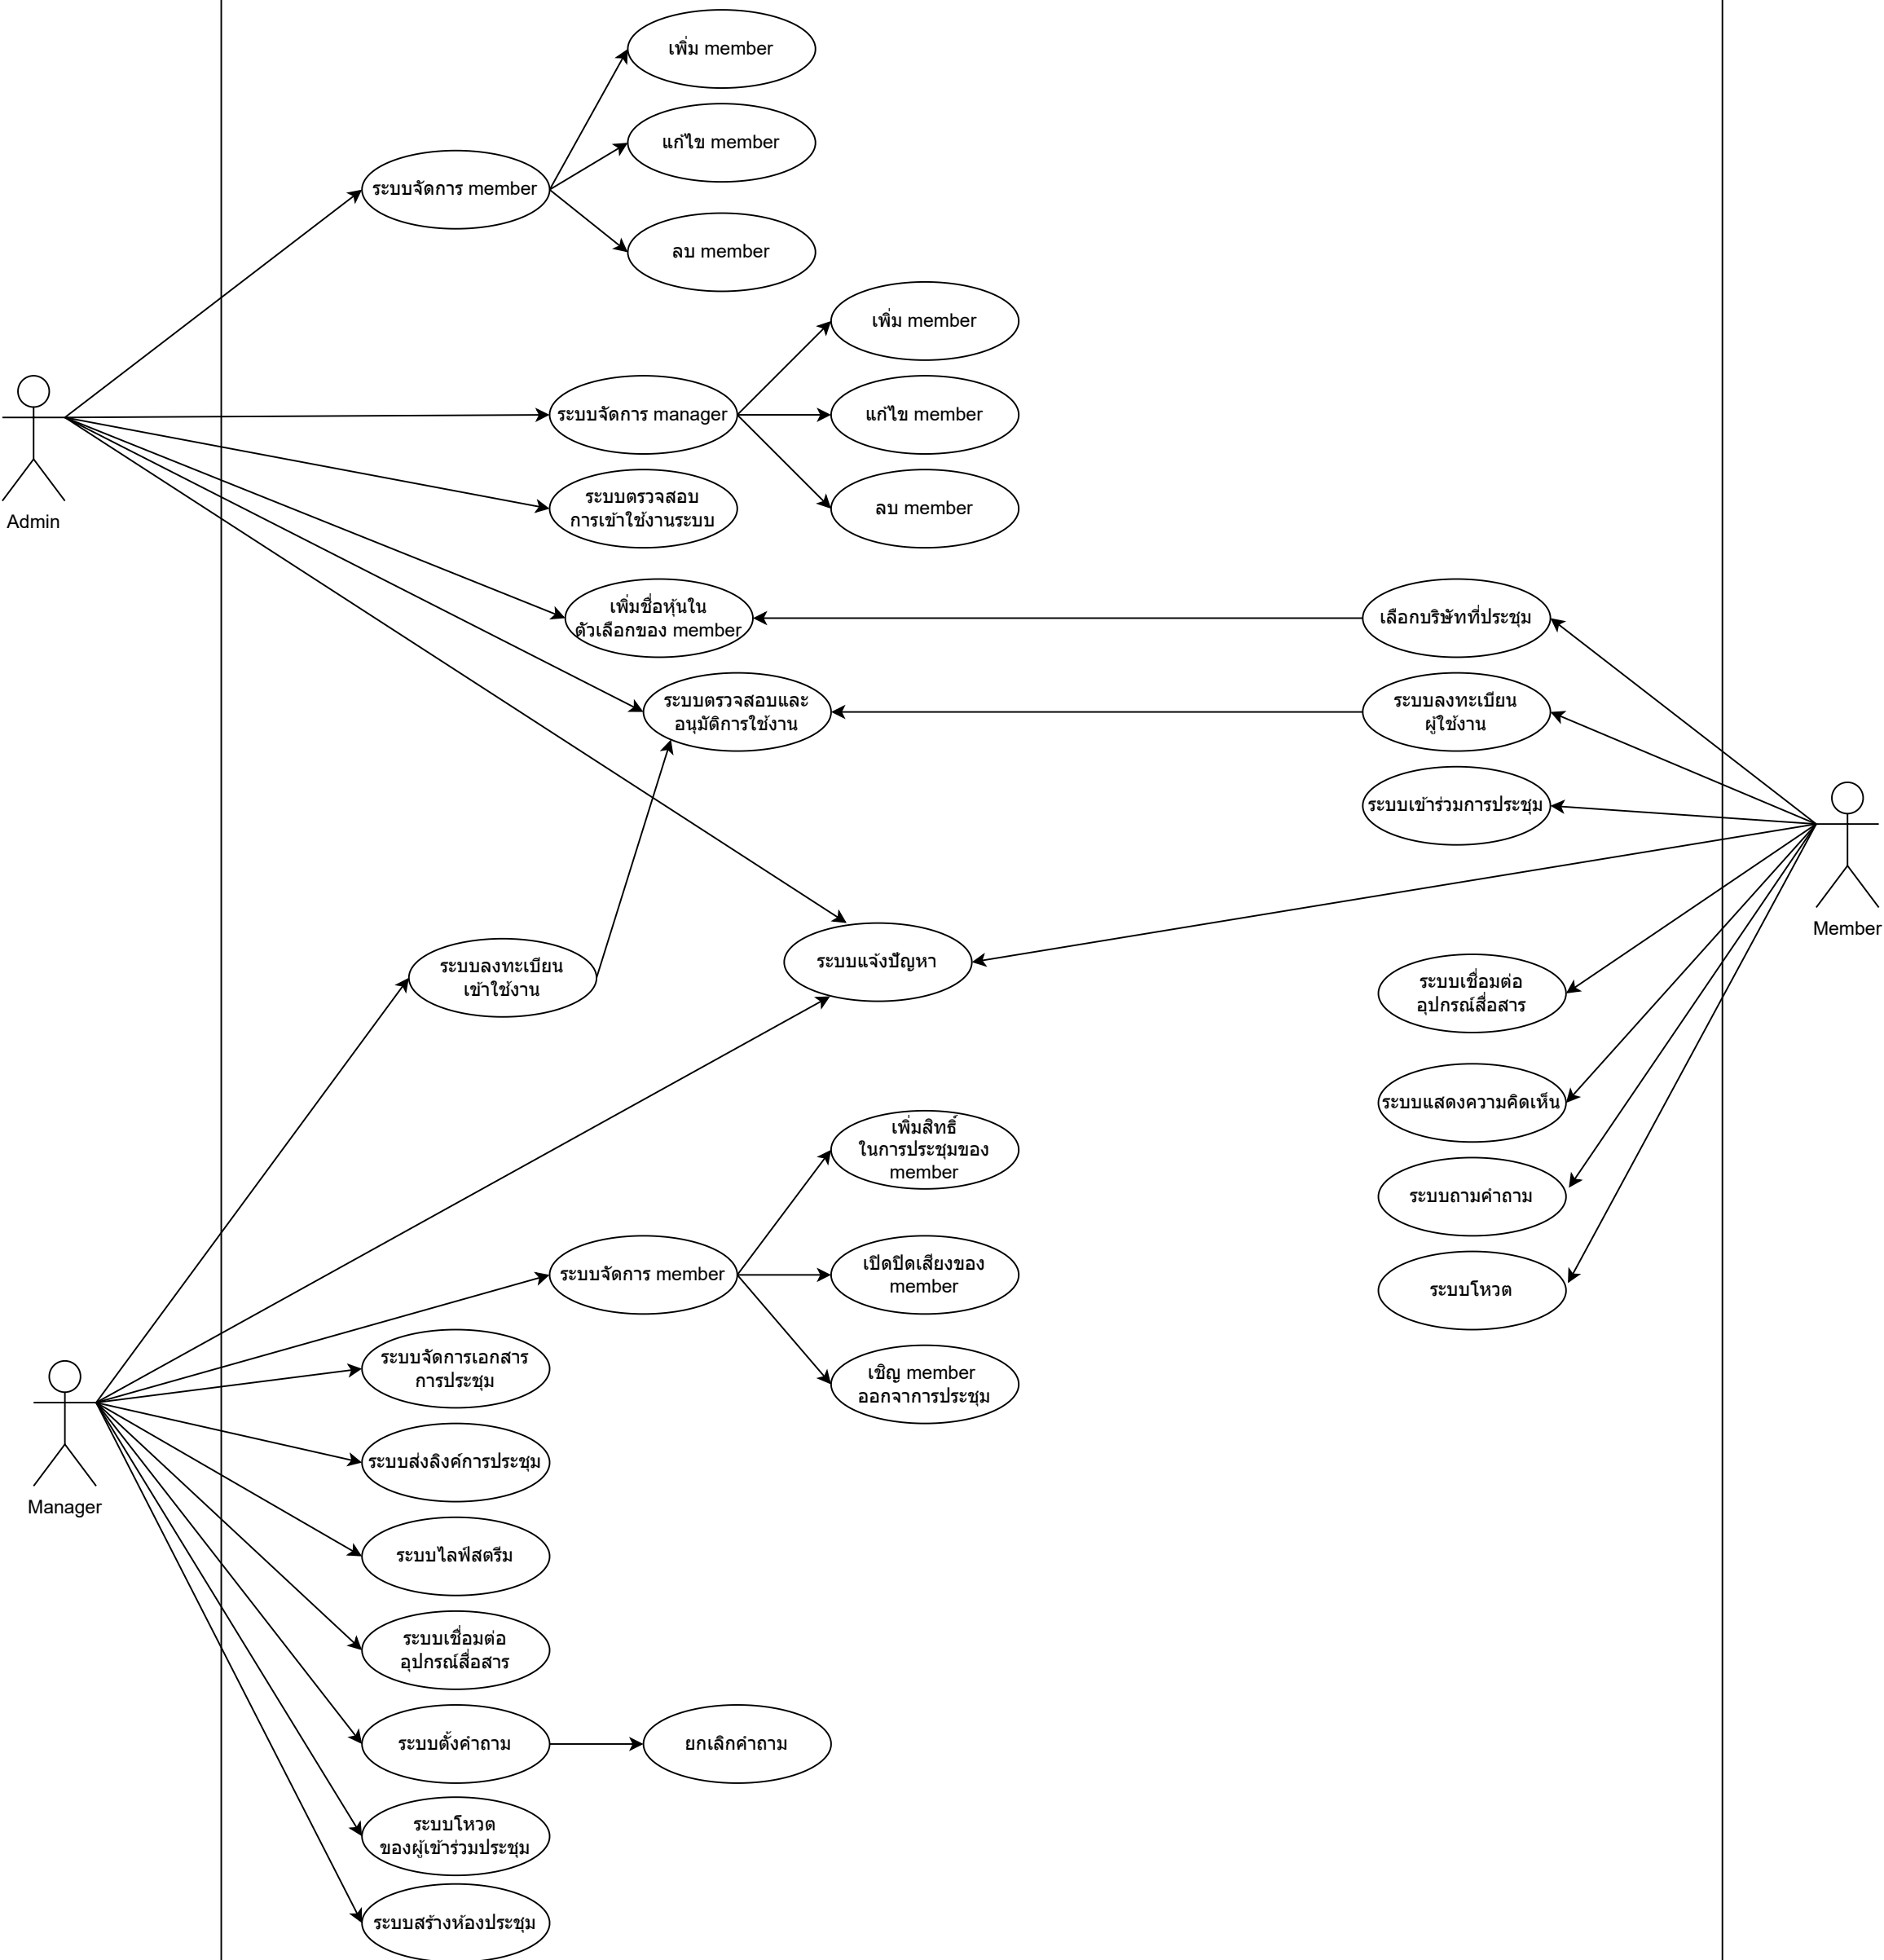 เพิ่ม member
แก้ไข member
ระบบจัดการ member
ลบ member
เพิ่ม member
ระบบจัดการ manager
แก้ไข member
ระบบตรวจสอบ
การเข้าใช้งานระบบ
ลบ member
Admin
เพิ่มชื่อหุ้นใน
ตัวเลือกของ member
เลือกบริษัทที่ประชุม
ระบบตรวจสอบและ
อนุมัติการใช้งาน
ระบบลงทะเบียน
ผู้ใช้งาน
ระบบเข้าร่วมการประชุม
Member
ระบบลงทะเบียน
เข้าใช้งาน
ระบบแจ้งปัญหา
ระบบเชื่อมต่อ
อุปกรณ์สื่อสาร
ระบบแสดงความคิดเห็น
เพิ่มสิทธิ์
ในการประชุมของ
member
ระบบถามคำถาม
ระบบจัดการ member
เปิดปิดเสียงของ
member
ระบบโหวต
ระบบจัดการเอกสาร
การประชุม
เชิญ member
ออกจาการประชุม
ระบบส่งลิงค์การประชุม
Manager
ระบบไลฟ์สตรีม
ระบบเชื่อมต่อ
อุปกรณ์สื่อสาร
ระบบตั้งคำถาม
ยกเลิกคำถาม
ระบบโหวต
ของผู้เข้าร่วมประชุม
ระบบสร้างห้องประชุม